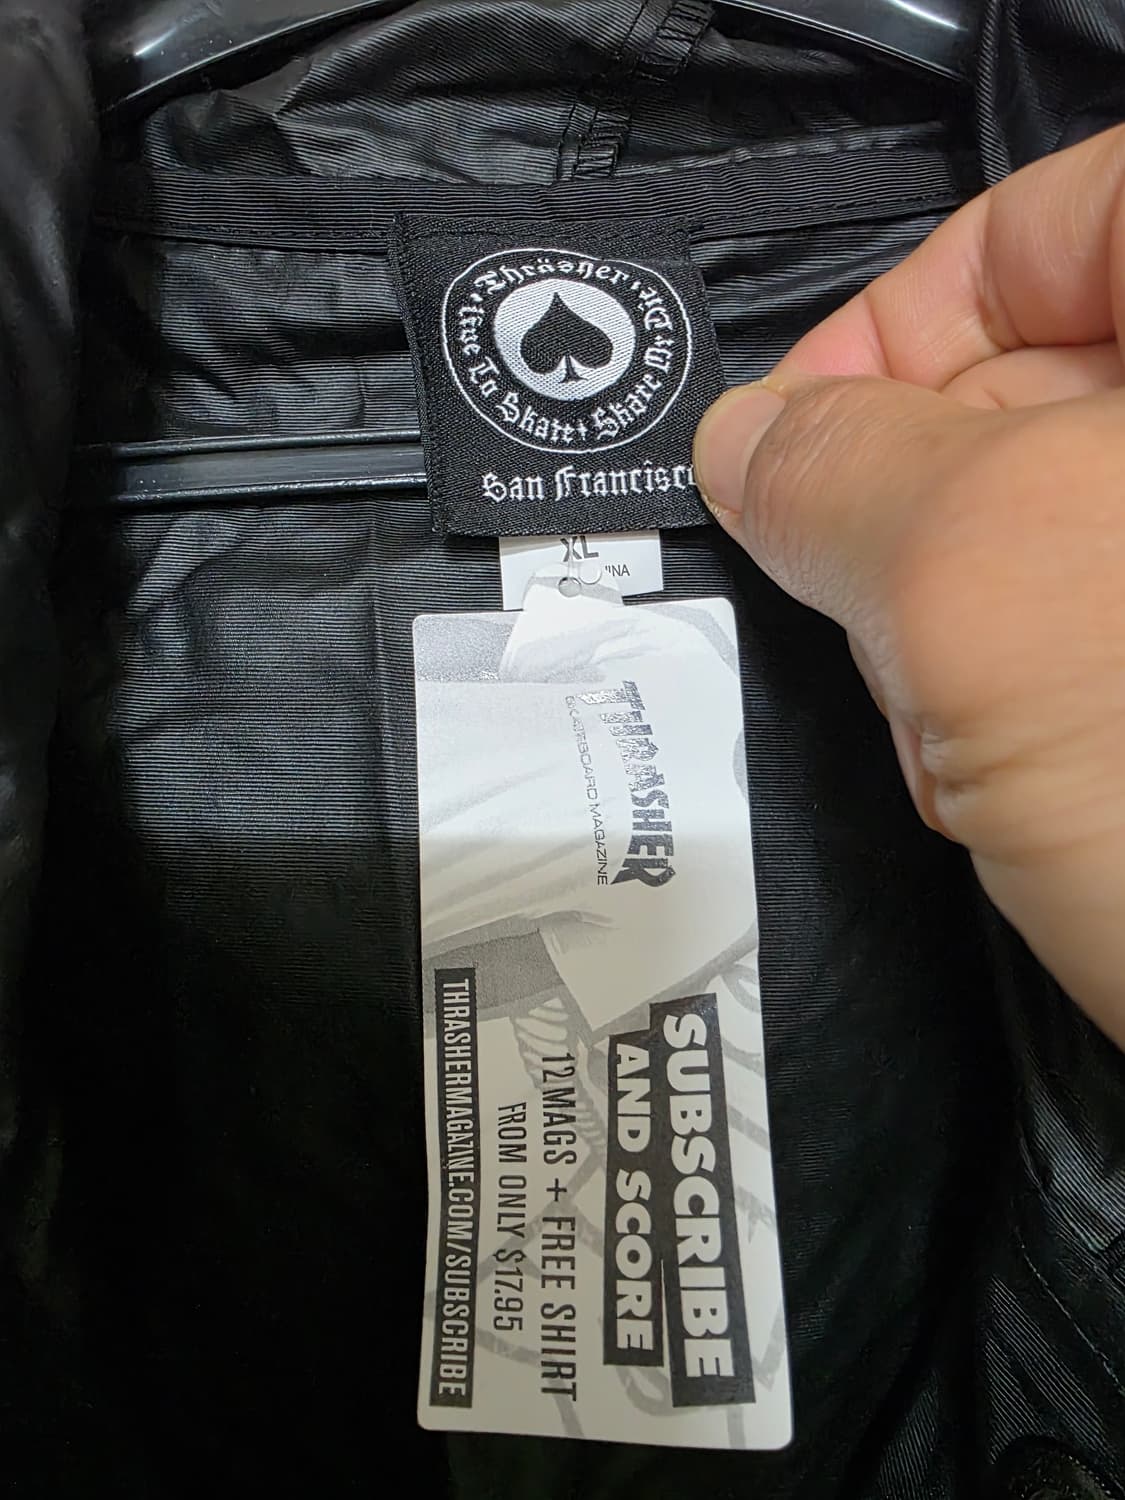 Thrasher · Live To Skate · Skate Or Die
San Francisco
XL
THRASHER
SKATEBOARD MAGAZINE
SUBSCRIBE
AND SCORE
12 MAGS + FREE SHIRT
FROM ONLY $17.95
THRASHERMAGAZINE.COM/SUBSCRIBE